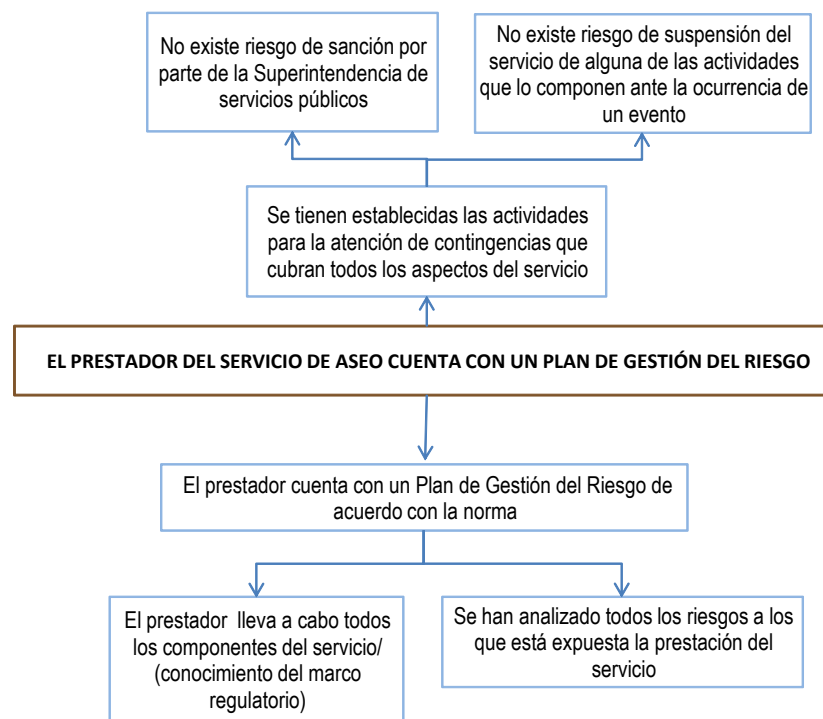 No existe riesgo de sanción por
parte de la Superintendencia de
servicios públicos
No existe riesgo de suspensión del
servicio de alguna de las actividades
que lo componen ante la ocurrencia de
un evento
Se tienen establecidas las actividades
para la atención de contingencias que
cubran todos los aspectos del servicio
EL PRESTADOR DEL SERVICIO DE ASEO CUENTA CON UN PLAN DE GESTIÓN DEL RIESGO
El prestador cuenta con un Plan de Gestión del Riesgo de
acuerdo con la norma
El prestador lleva a cabo todos
los componentes del servicio/
(conocimiento del marco
regulatorio)
Se han analizado todos los riesgos a los
que está expuesta la prestación del
servicio